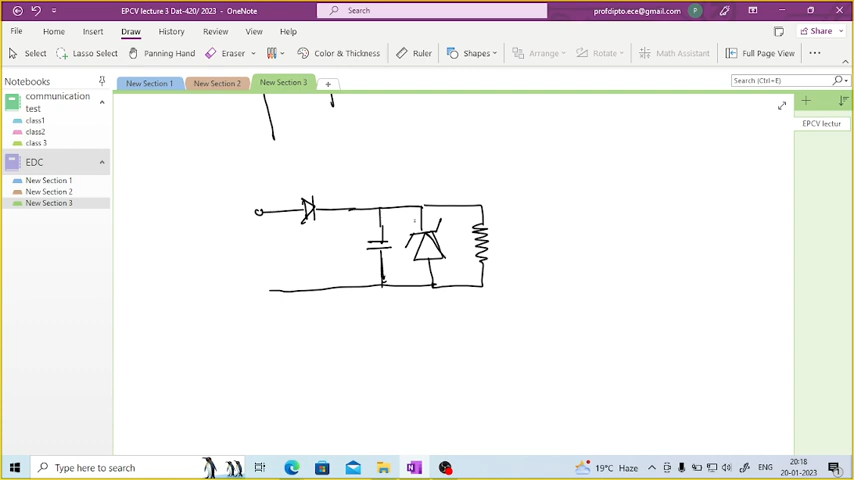 EPCV lecture 3 Dat-420/ 2023 - OneNote
Search
profdipto.ece@gmail.com
P
File
Home
Insert
Draw
History
Review
View
Help
Share
Select
Lasso Select
Panning Hand
Eraser
Color & Thickness
Ruler
Shapes
Arrange
Rotate
Math Assistant
Full Page View
Notebooks
New Section 1
New Section 2
New Section 3
+
Search (Ctrl+E)
communication
test
class1
class2
class 3
EDC
New Section 1
New Section 2
New Section 3
EPCV lectur
Type here to search
19°C Haze
ENG
20:18
20-01-2023
1